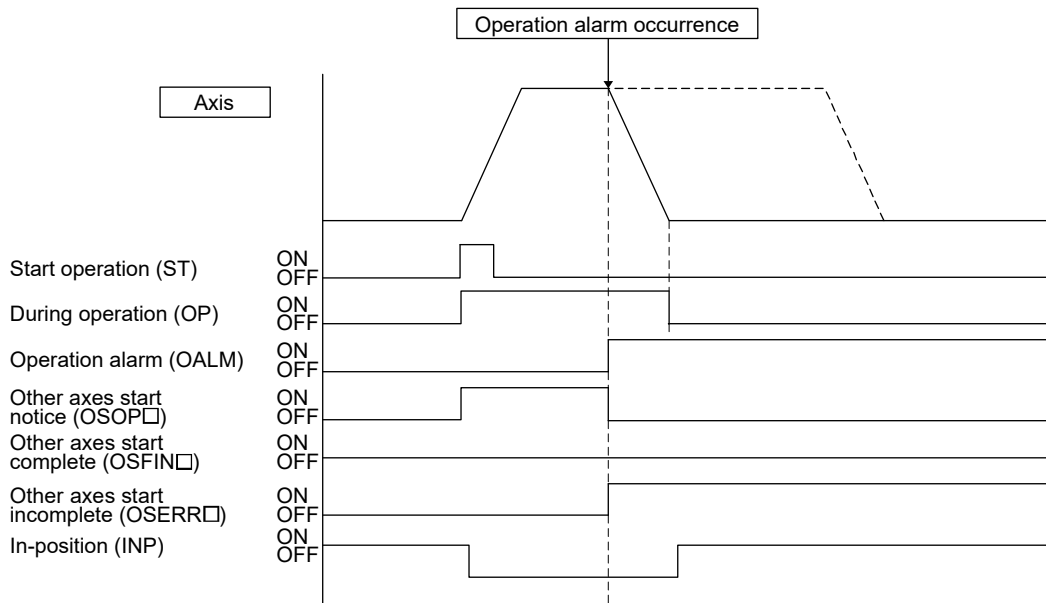 Operation alarm occurrence
Axis
Start operation (ST)
ON
OFF
During operation (OP)
ON
OFF
Operation alarm (OALM)
ON
OFF
Other axes start
notice (OSOP□)
ON
OFF
Other axes start
complete (OSFIN□)
ON
OFF
Other axes start
incomplete (OSERR□)
ON
OFF
In-position (INP)
ON
OFF